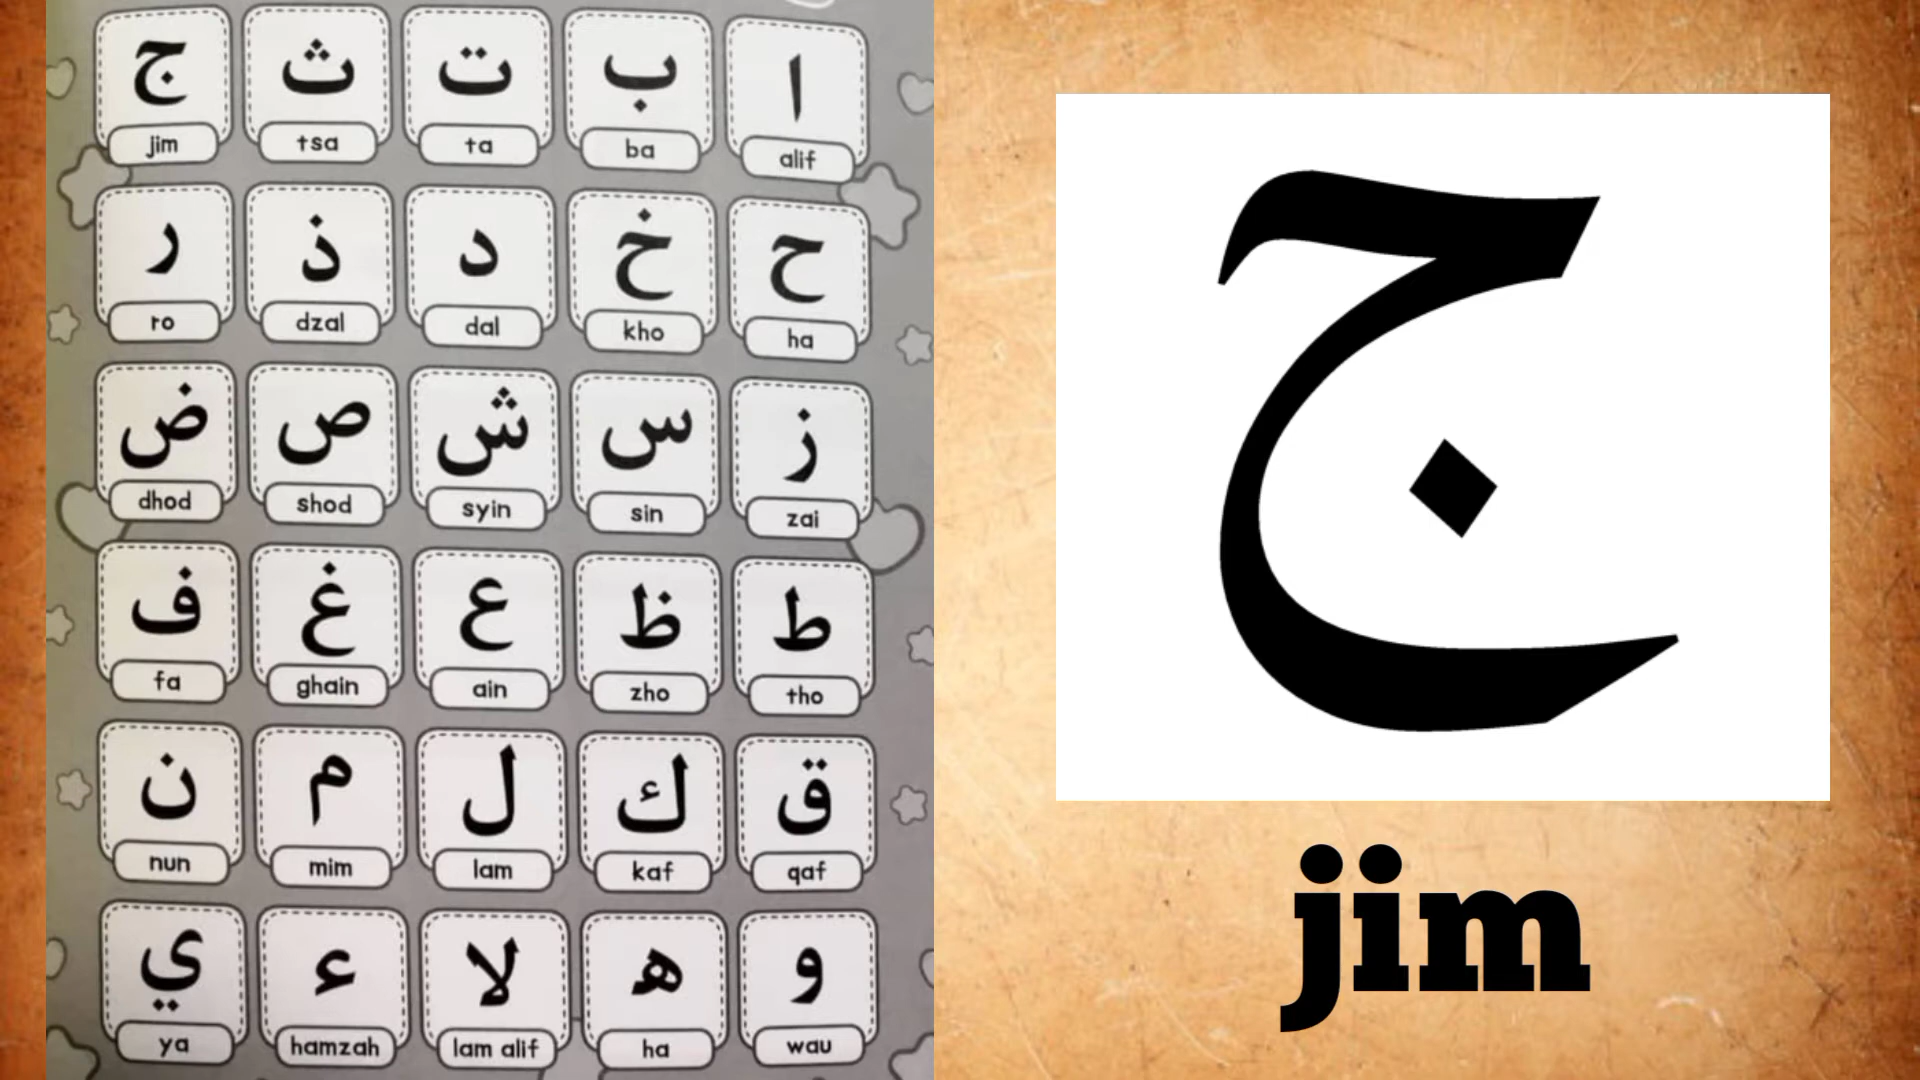 ا ب ت ث ج
alif ba ta tsa jim
ح خ د ذ ر
ha kho dal dzal ro
ز س ش ص ض
zai sin syin shod dhod
ط ظ ع غ ف
tho zho ain ghain fa
ق ك ل م ن
qaf kaf lam mim nun
و ه لا ء ي
wau ha lam alif hamzah ya
ج
jim